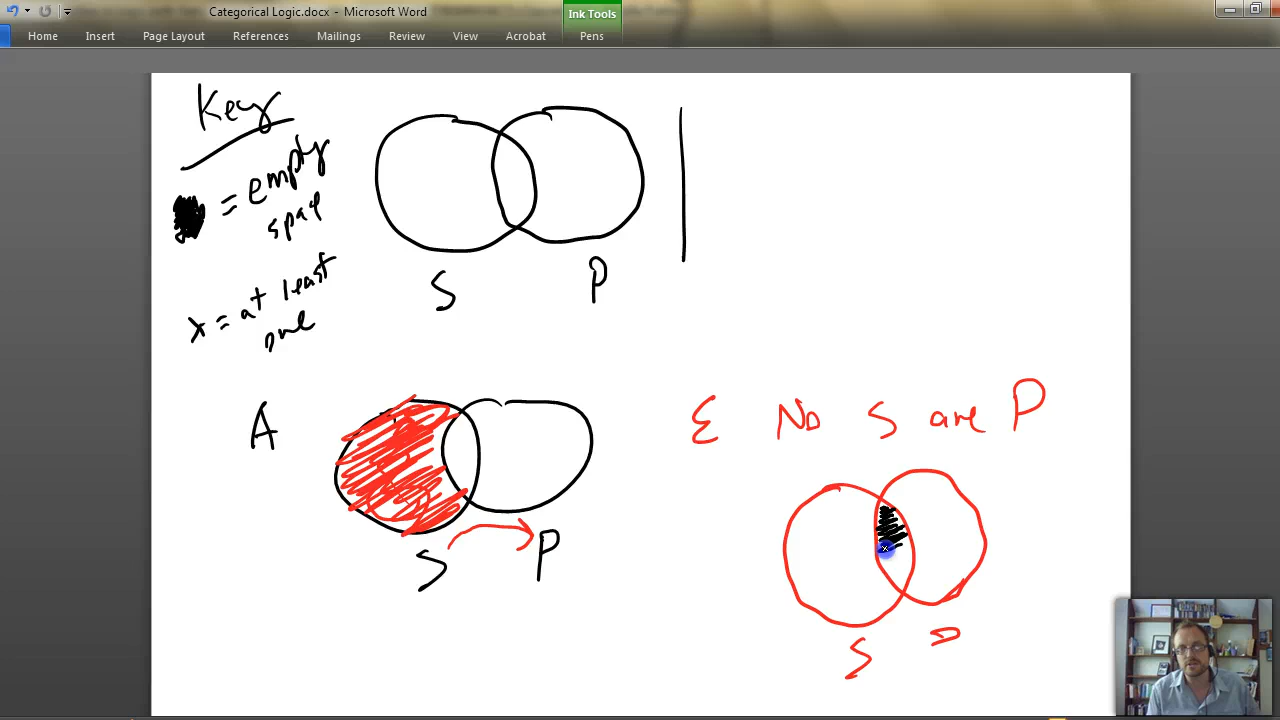 Categorical Logic.docx - Microsoft Word
Ink Tools
Home Insert Page Layout References Mailings Review View Acrobat Pens
Key
= empty
space
x = at least
one
S P
A
S P
E No S are P
S